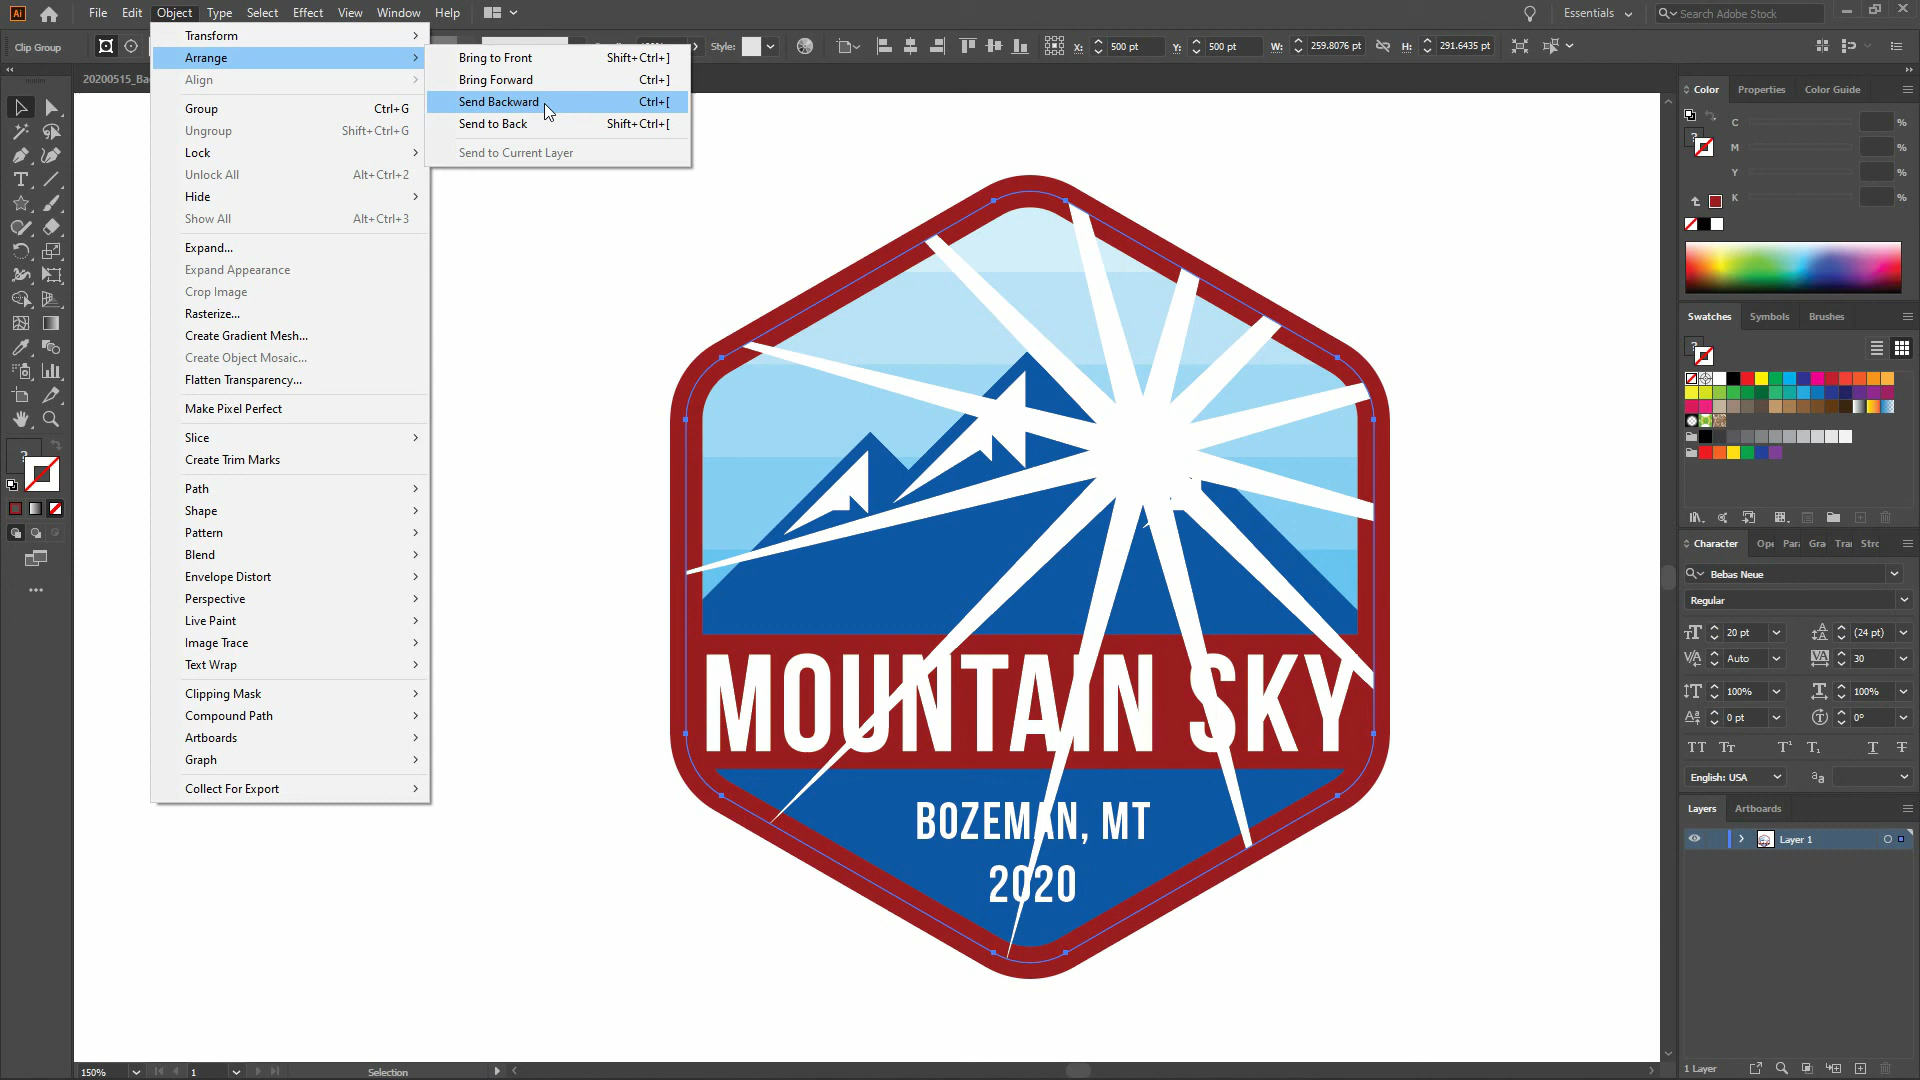 Ai File Edit Object Type Select Effect View Window Help Essentials Search Adobe Stock
Clip Group Style: X: 500 pt Y: 500 pt W: 259.8076 pt H: 291.6435 pt
Transform
Arrange
Align
Group Ctrl+G
Ungroup Shift+Ctrl+G
Lock
Unlock All Alt+Ctrl+2
Hide
Show All Alt+Ctrl+3
Expand...
Expand Appearance
Crop Image
Rasterize...
Create Gradient Mesh...
Create Object Mosaic...
Flatten Transparency...
Make Pixel Perfect
Slice
Create Trim Marks
Path
Shape
Pattern
Blend
Envelope Distort
Perspective
Live Paint
Image Trace
Text Wrap
Clipping Mask
Compound Path
Artboards
Graph
Collect For Export
Bring to Front Shift+Ctrl+]
Bring Forward Ctrl+]
Send Backward Ctrl+[
Send to Back Shift+Ctrl+[
Send to Current Layer
MOUNTAIN SKY
BOZEMAN, MT
2020
Color Properties Color Guide
C %
M %
Y %
K %
Swatches Symbols Brushes
Character Ope Para Gra Tra Stro
Bebas Neue
Regular
20 pt (24 pt)
Auto 30
100% 100%
0 pt 0°
English: USA
Layers Artboards
Layer 1
1 Layer
150% 1 Selection